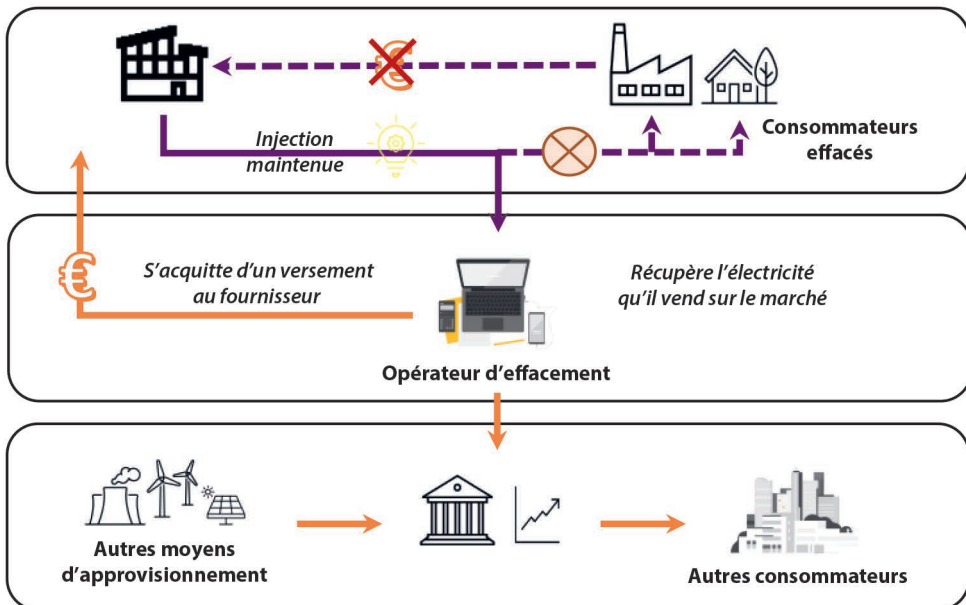 Injection
maintenue
Consommateurs
effacés
S’acquitte d’un versement
au fournisseur
Récupère l’électricité
qu’il vend sur le marché
Opérateur d’effacement
Autres moyens
d’approvisionnement
Autres consommateurs